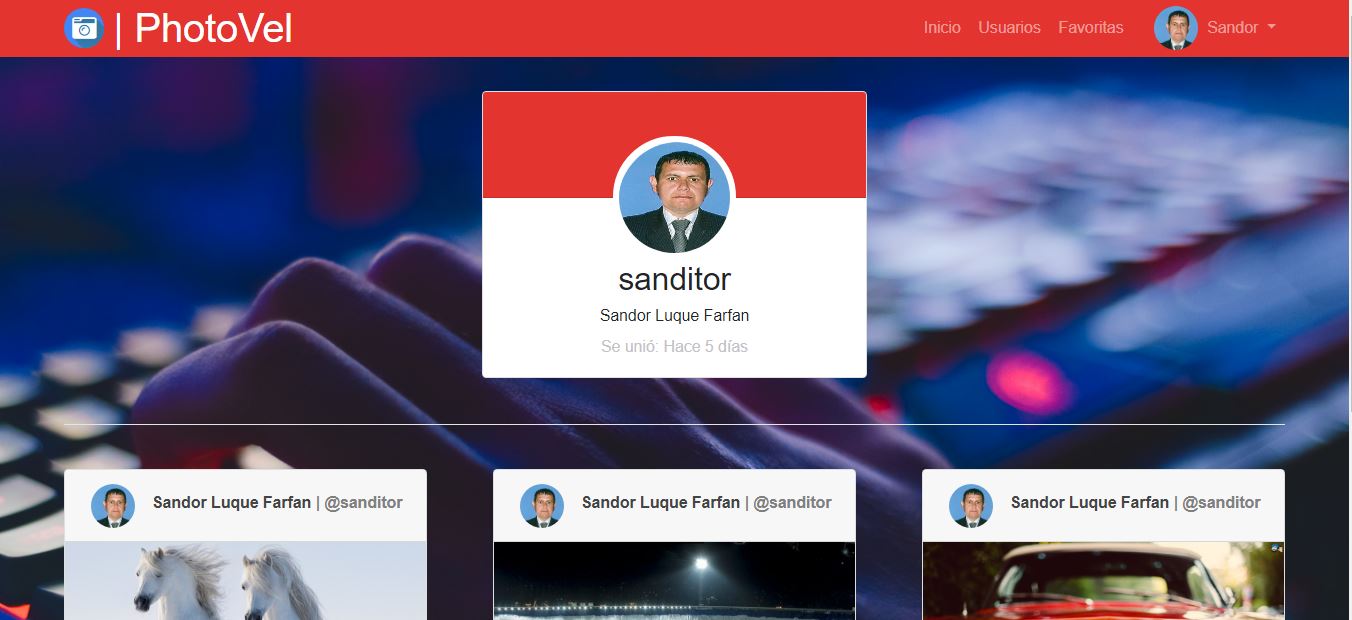 | PhotoVel
Inicio Usuarios Favoritas Sandor
sanditor
Sandor Luque Farfan
Se unió: Hace 5 días
Sandor Luque Farfan | @sanditor
Sandor Luque Farfan | @sanditor
Sandor Luque Farfan | @sanditor